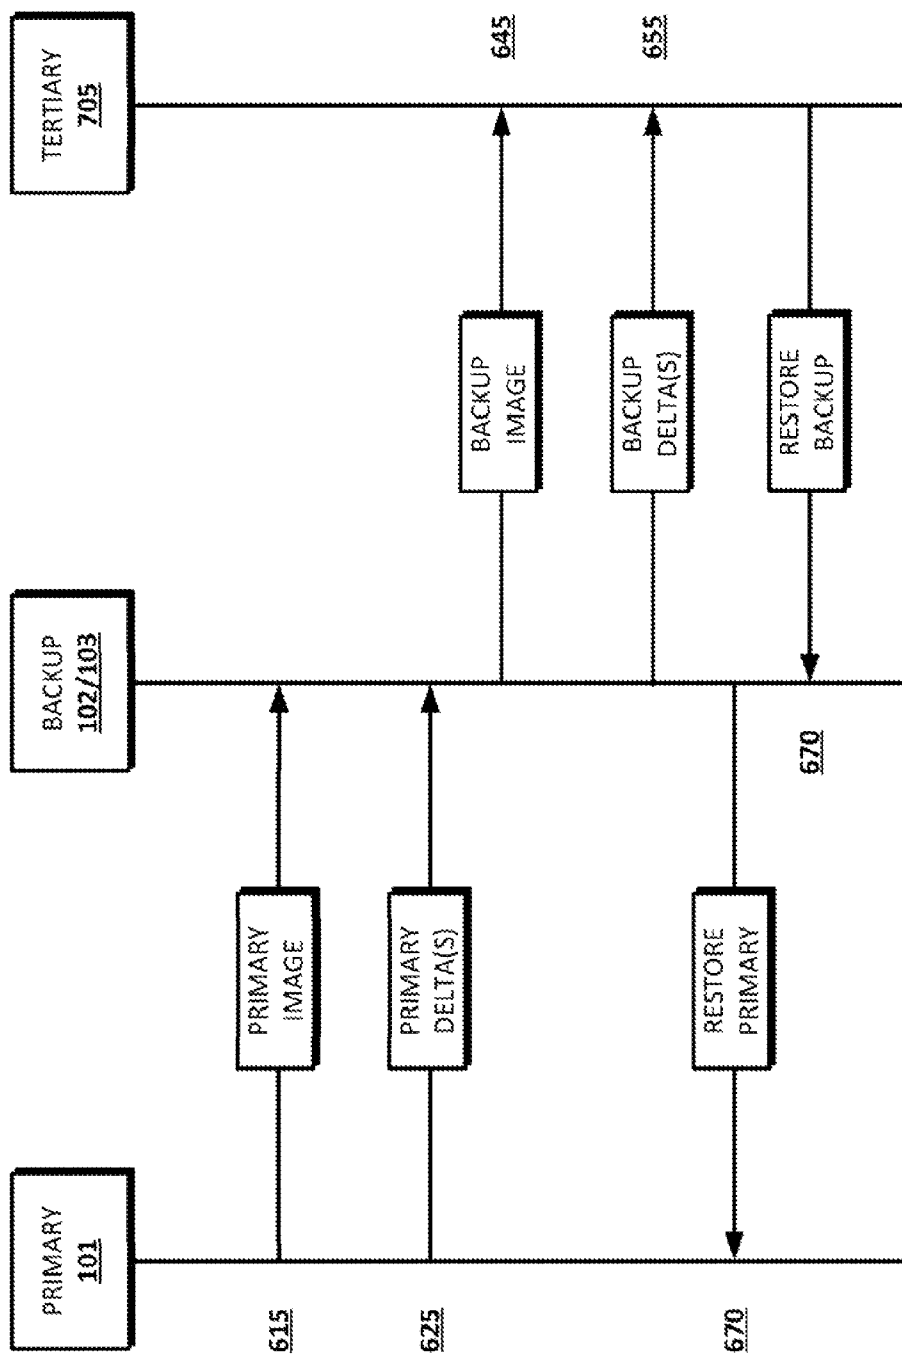 PRIMARY
101
BACKUP
102/103
TERTIARY
705
615
PRIMARY
IMAGE
625
PRIMARY
DELTA(S)
BACKUP
IMAGE
645
BACKUP
DELTA(S)
655
670
RESTORE
PRIMARY
RESTORE
BACKUP
670